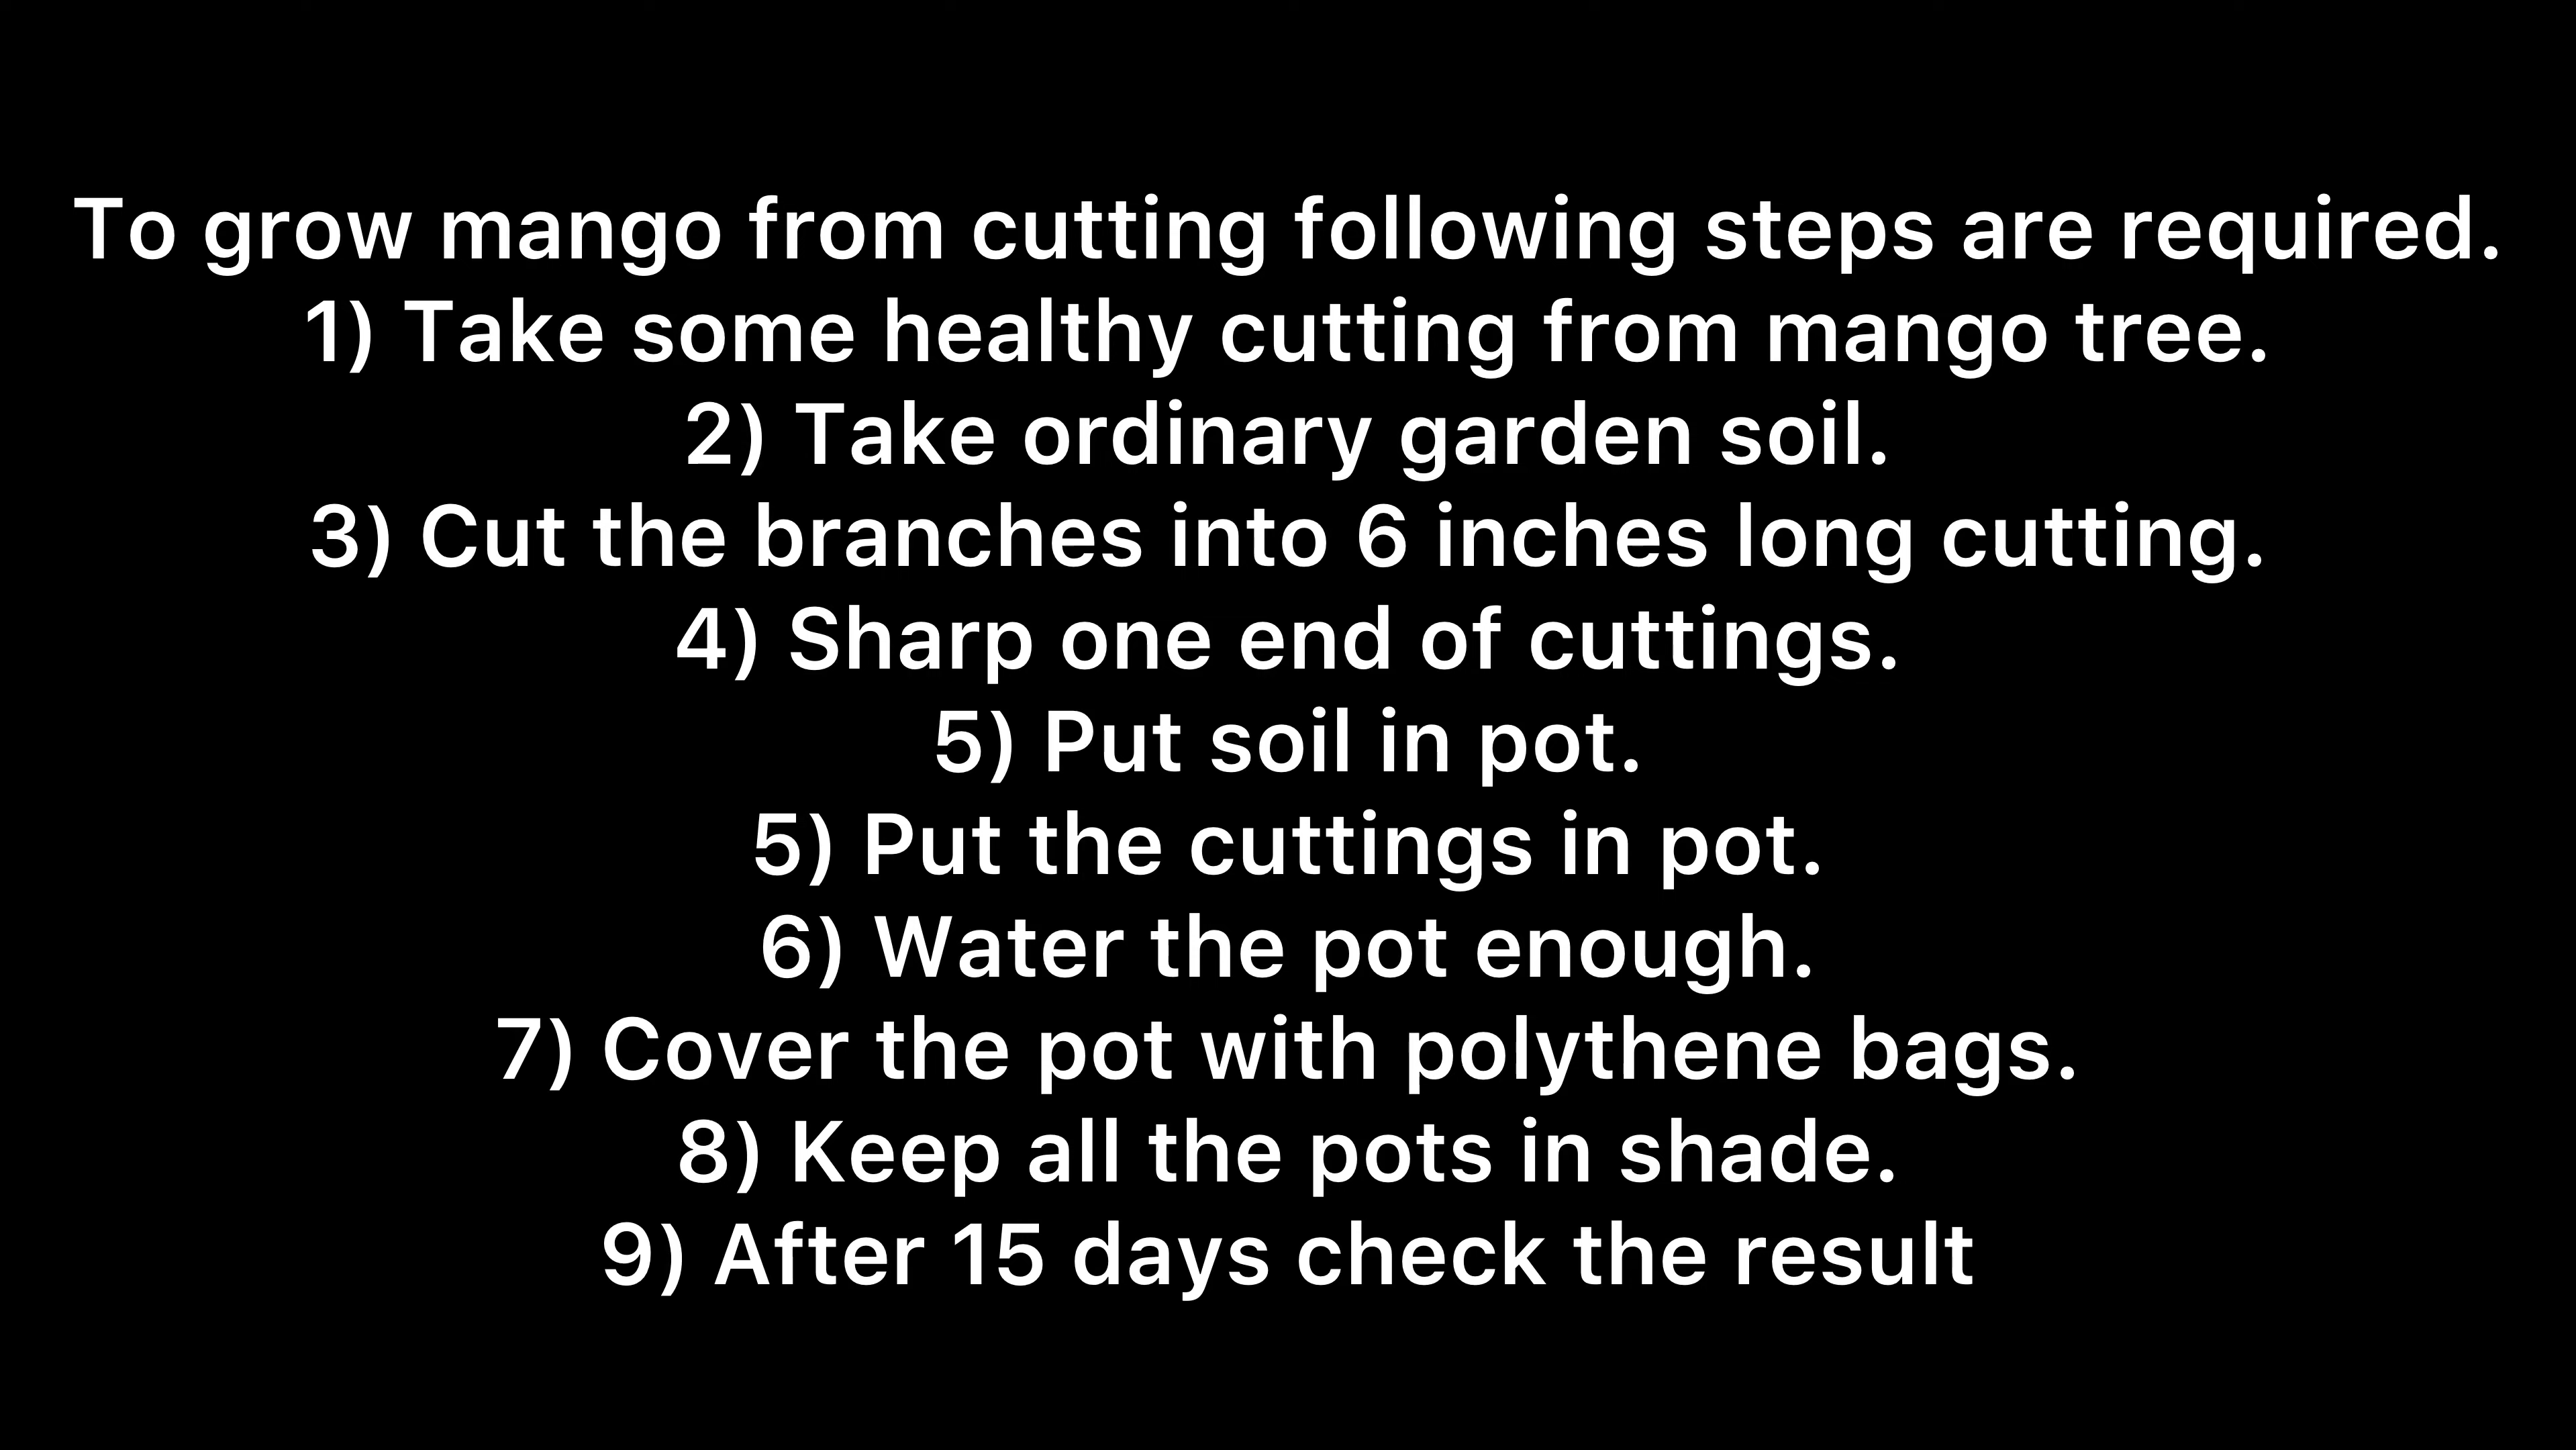 To grow mango from cutting following steps are required.
1) Take some healthy cutting from mango tree.
2) Take ordinary garden soil.
3) Cut the branches into 6 inches long cutting.
4) Sharp one end of cuttings.
5) Put soil in pot.
5) Put the cuttings in pot.
6) Water the pot enough.
7) Cover the pot with polythene bags.
8) Keep all the pots in shade.
9) After 15 days check the result